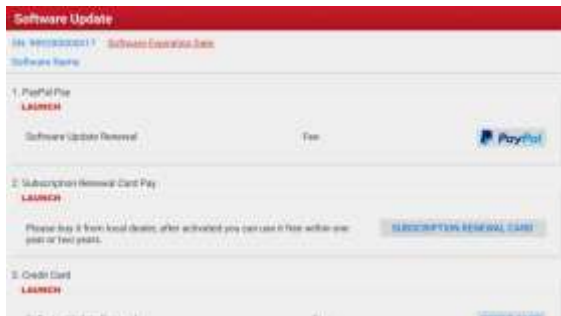 Software Update
Software Expiration Date
Software Name
1. PayPal Pay
LAUNCH
Software Update Renewal Fee PayPal
2. Subscription Renewal Card Pay
LAUNCH
Please buy it from local dealer, after activated you can use it free within one
year or two years.
SUBSCRIPTION RENEWAL CARD
3. Credit Card
LAUNCH